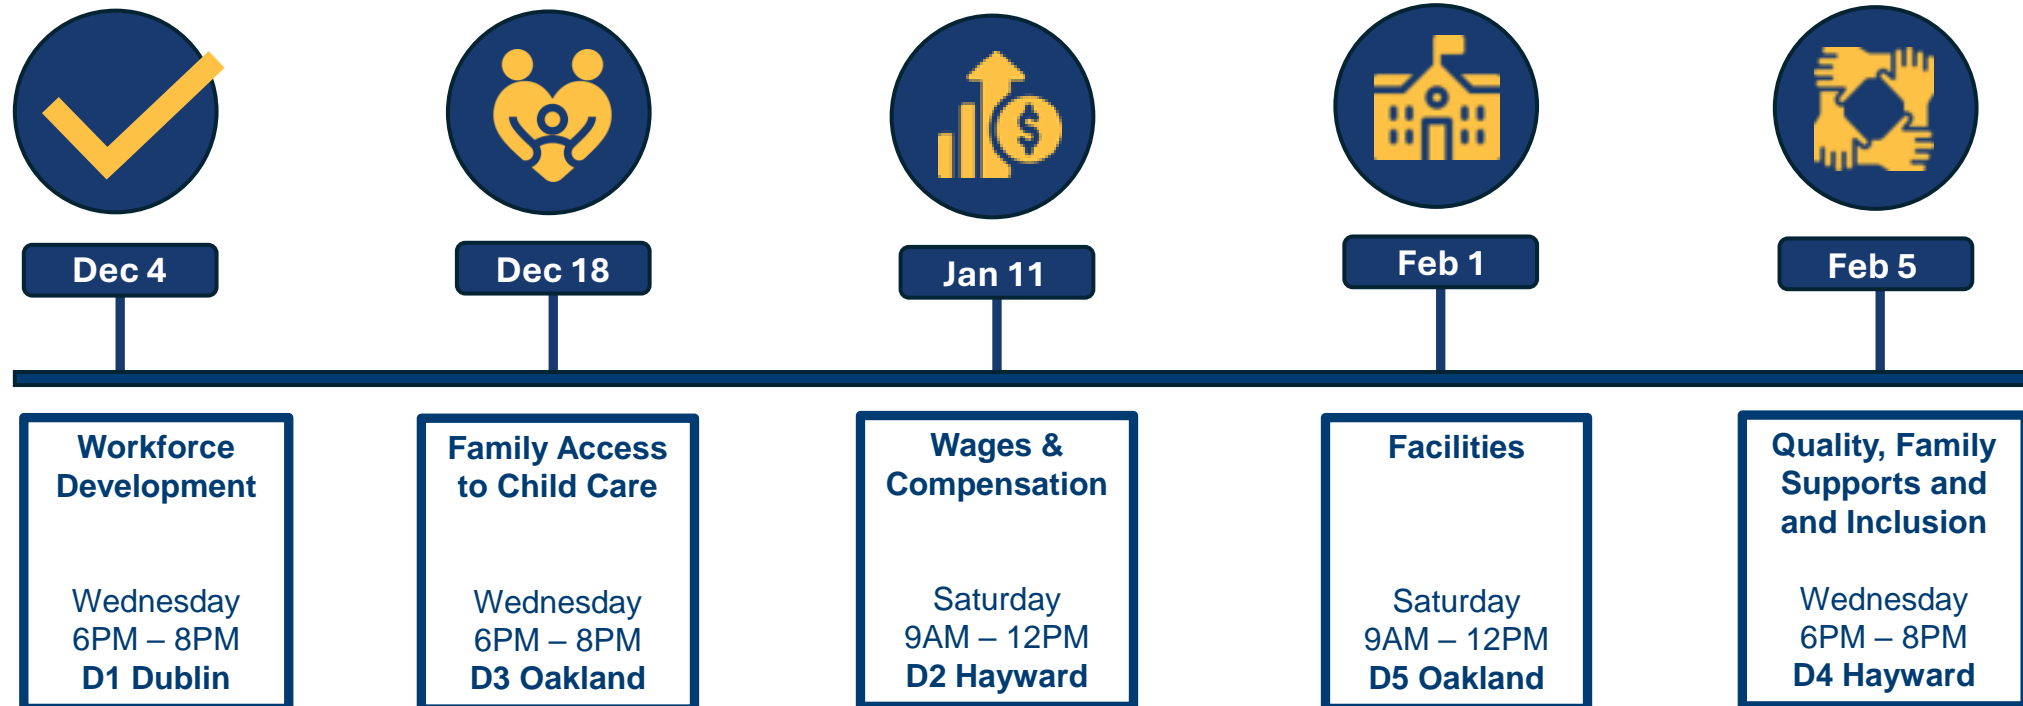 Dec 4
Dec 18
Jan 11
Feb 1
Feb 5
Workforce
Development
Wednesday
6PM – 8PM
D1 Dublin
Family Access
to Child Care
Wednesday
6PM – 8PM
D3 Oakland
Wages &
Compensation
Saturday
9AM – 12PM
D2 Hayward
Facilities
Saturday
9AM – 12PM
D5 Oakland
Quality, Family
Supports and
and Inclusion
Wednesday
6PM – 8PM
D4 Hayward